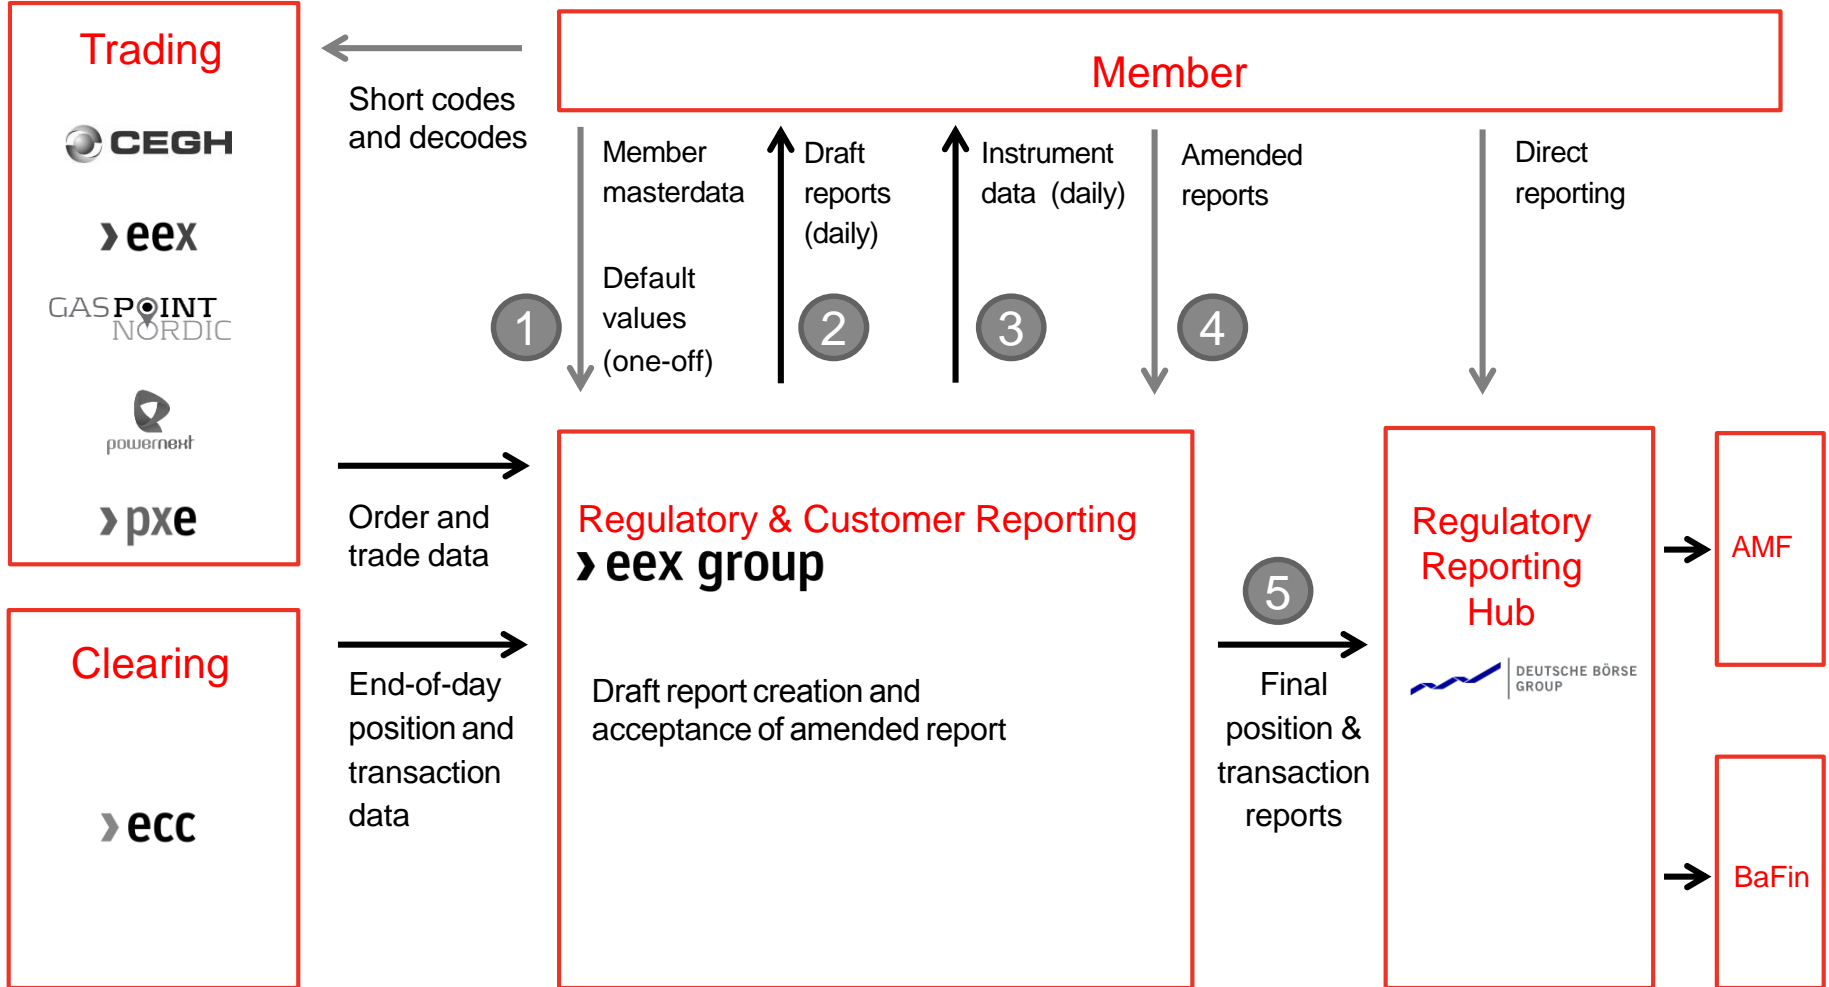 Trading
CEGH
eex
GASPOINT
NORDIC
powernext
pxe
Clearing
ecc
Short codes
and decodes
Member
Member
masterdata
Default
values
(one-off)
1
Draft
reports
(daily)
2
Instrument
data (daily)
3
Amended
reports
4
Direct
reporting
Order and
trade data
End-of-day
position and
transaction
data
Regulatory & Customer Reporting
eex group
Draft report creation and
acceptance of amended report
5
Final
position &
transaction
reports
Regulatory
Reporting
Hub
DEUTSCHE BÖRSE
GROUP
AMF
BaFin